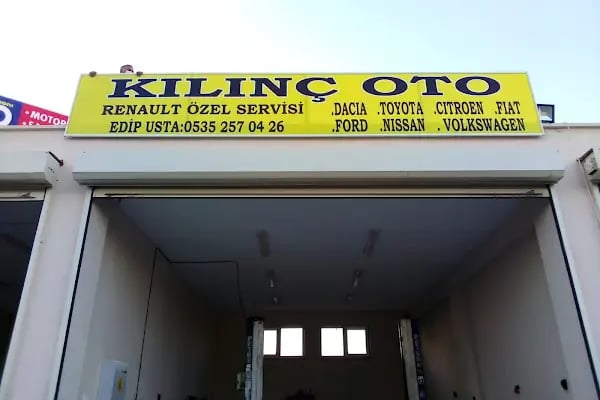 KILINÇ OTO
RENAULT ÖZEL SERVİSİ .DACIA .TOYOTA .CITROEN .FIAT
EDİP USTA:0535 257 04 26 .FORD .NISSAN .VOLKSWAGEN
• MOTOR